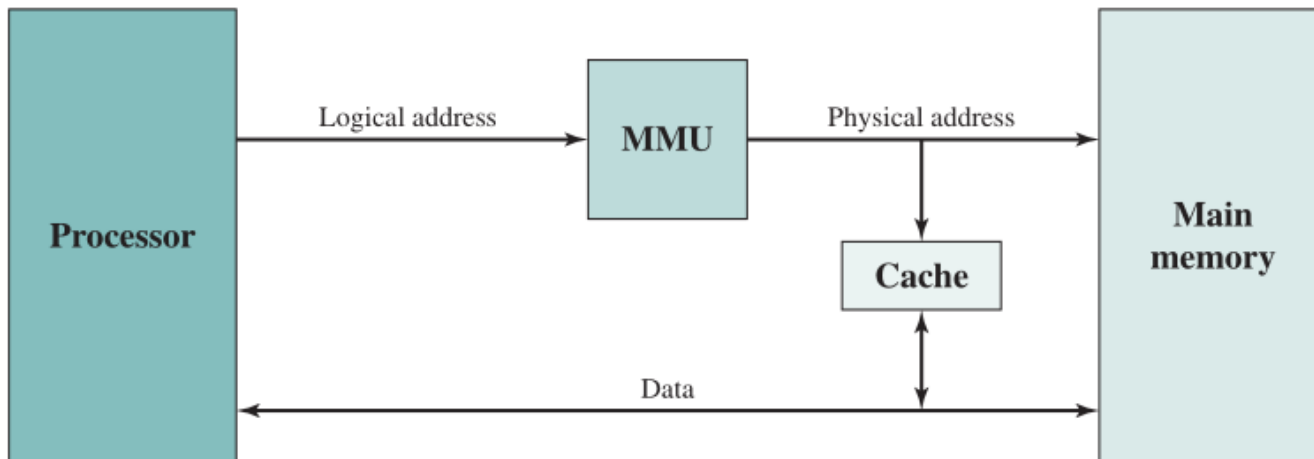 Logical address
MMU
Physical address
Processor
Main
memory
Cache
Data